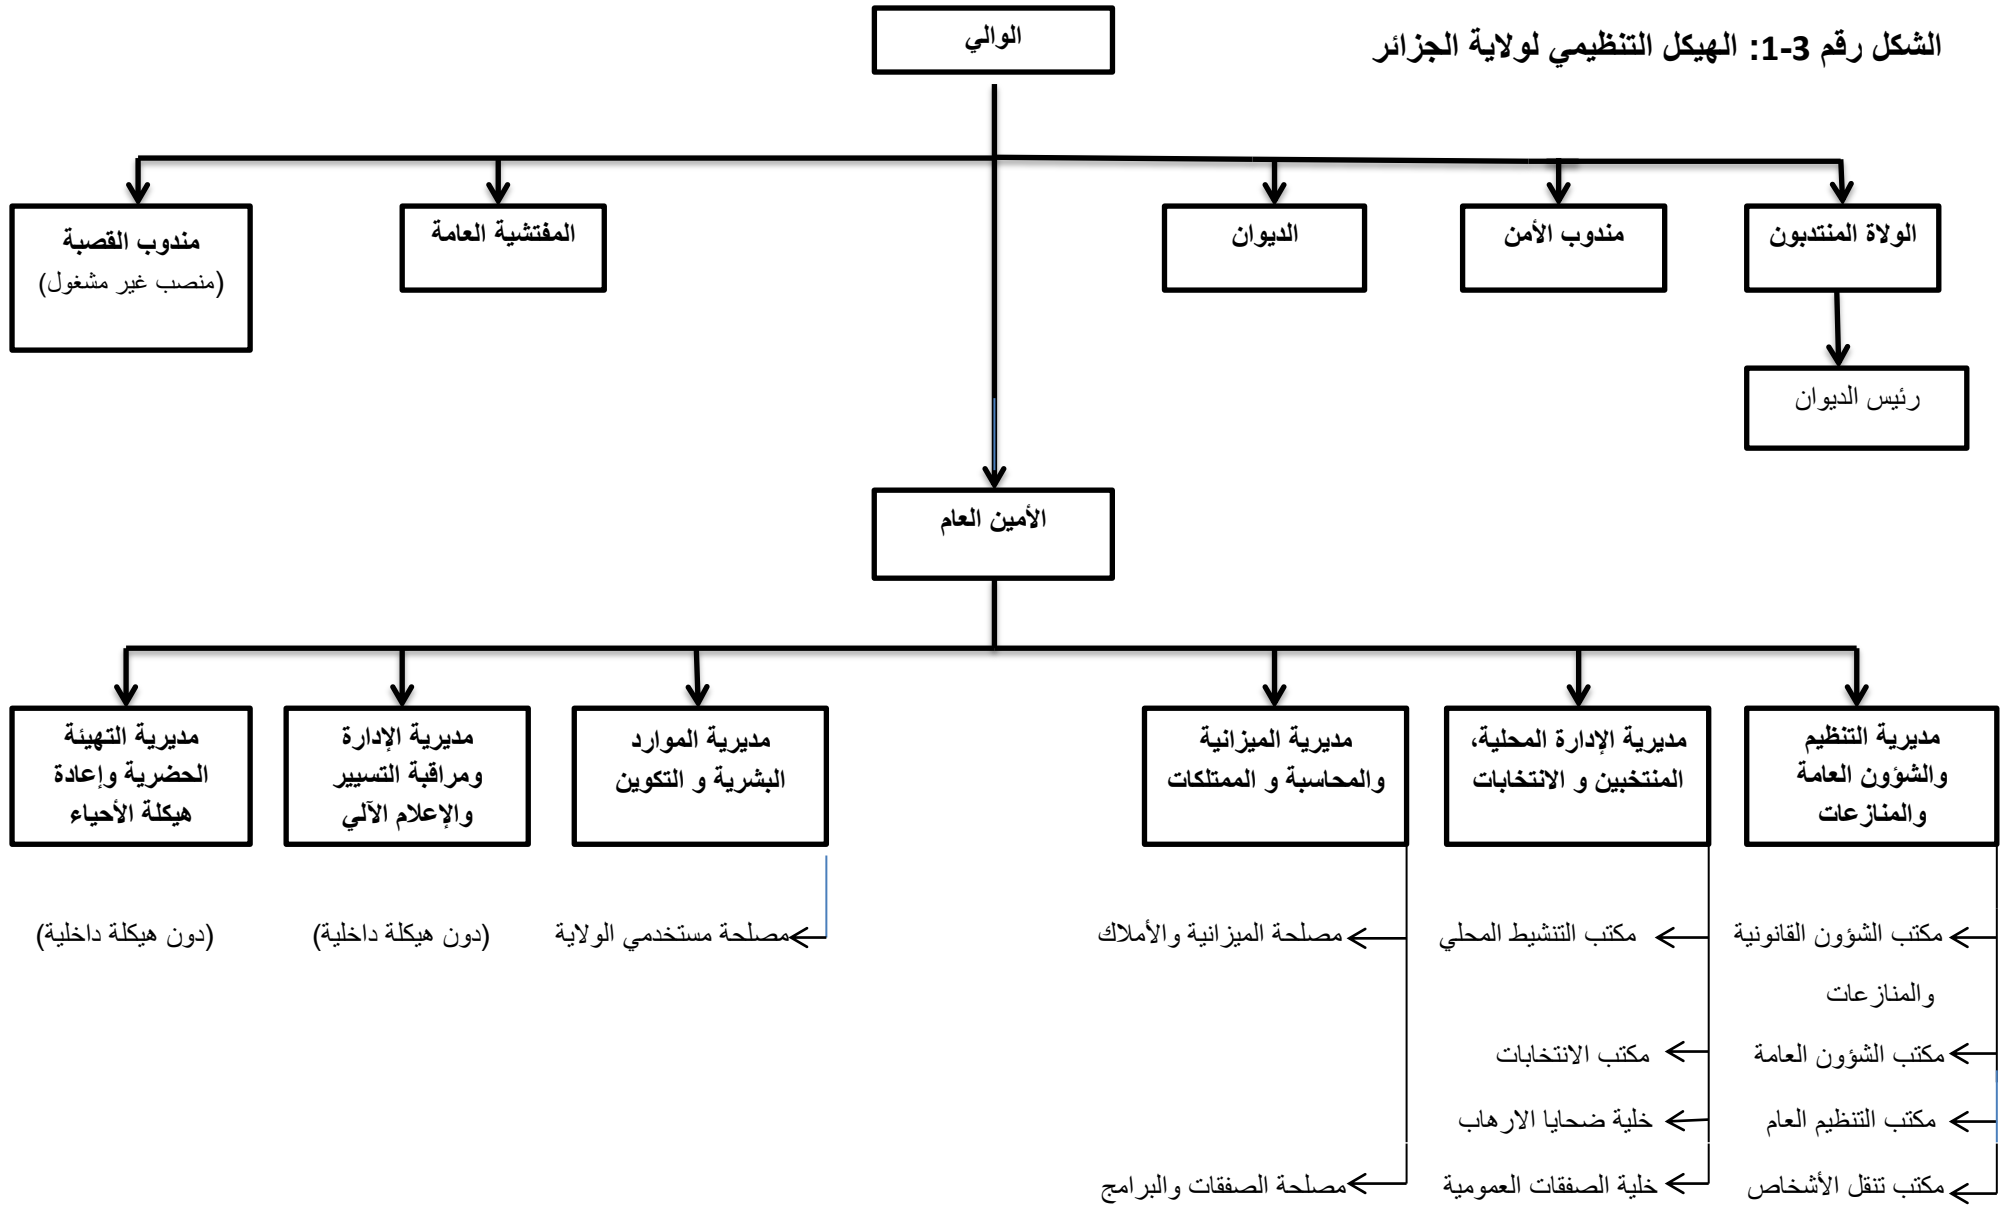 الشكل رقم 3-1: الهيكل التنظيمي لولاية الجزائر
الوالي
الولاة المنتدبون
مندوب الأمن
الديوان
المفتشية العامة
مندوب القصبة
(منصب غير مشغول)
رئيس الديوان
الأمين العام
مديرية التنظيم
والشؤون العامة
والمنازعات
مديرية الإدارة المحلية،
المنتخبين و الانتخابات
مديرية الميزانية
والمحاسبة و الممتلكات
مديرية الموارد
البشرية و التكوين
مديرية الإدارة
ومراقبة التسيير
والإعلام الآلي
مديرية التهيئة
الحضرية وإعادة
هيكلة الأحياء
مكتب الشؤون القانونية
والمنازعات
مكتب الشؤون العامة
مكتب التنظيم العام
مكتب تنقل الأشخاص
مكتب التنشيط المحلي
مكتب الانتخابات
خلية ضحايا الارهاب
خلية الصفقات العمومية
مصلحة الميزانية والأملاك
مصلحة الصفقات والبرامج
مصلحة مستخدمي الولاية
(دون هيكلة داخلية)
(دون هيكلة داخلية)